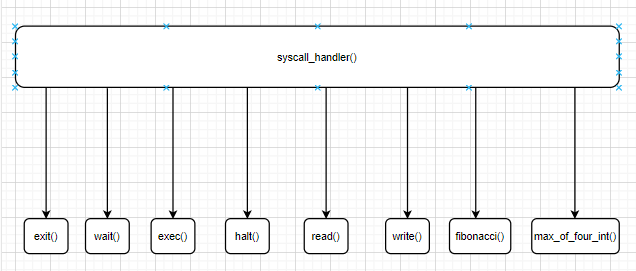 syscall_handler()
exit()
wait()
exec()
halt()
read()
write()
fibonacci()
max_of_four_int()